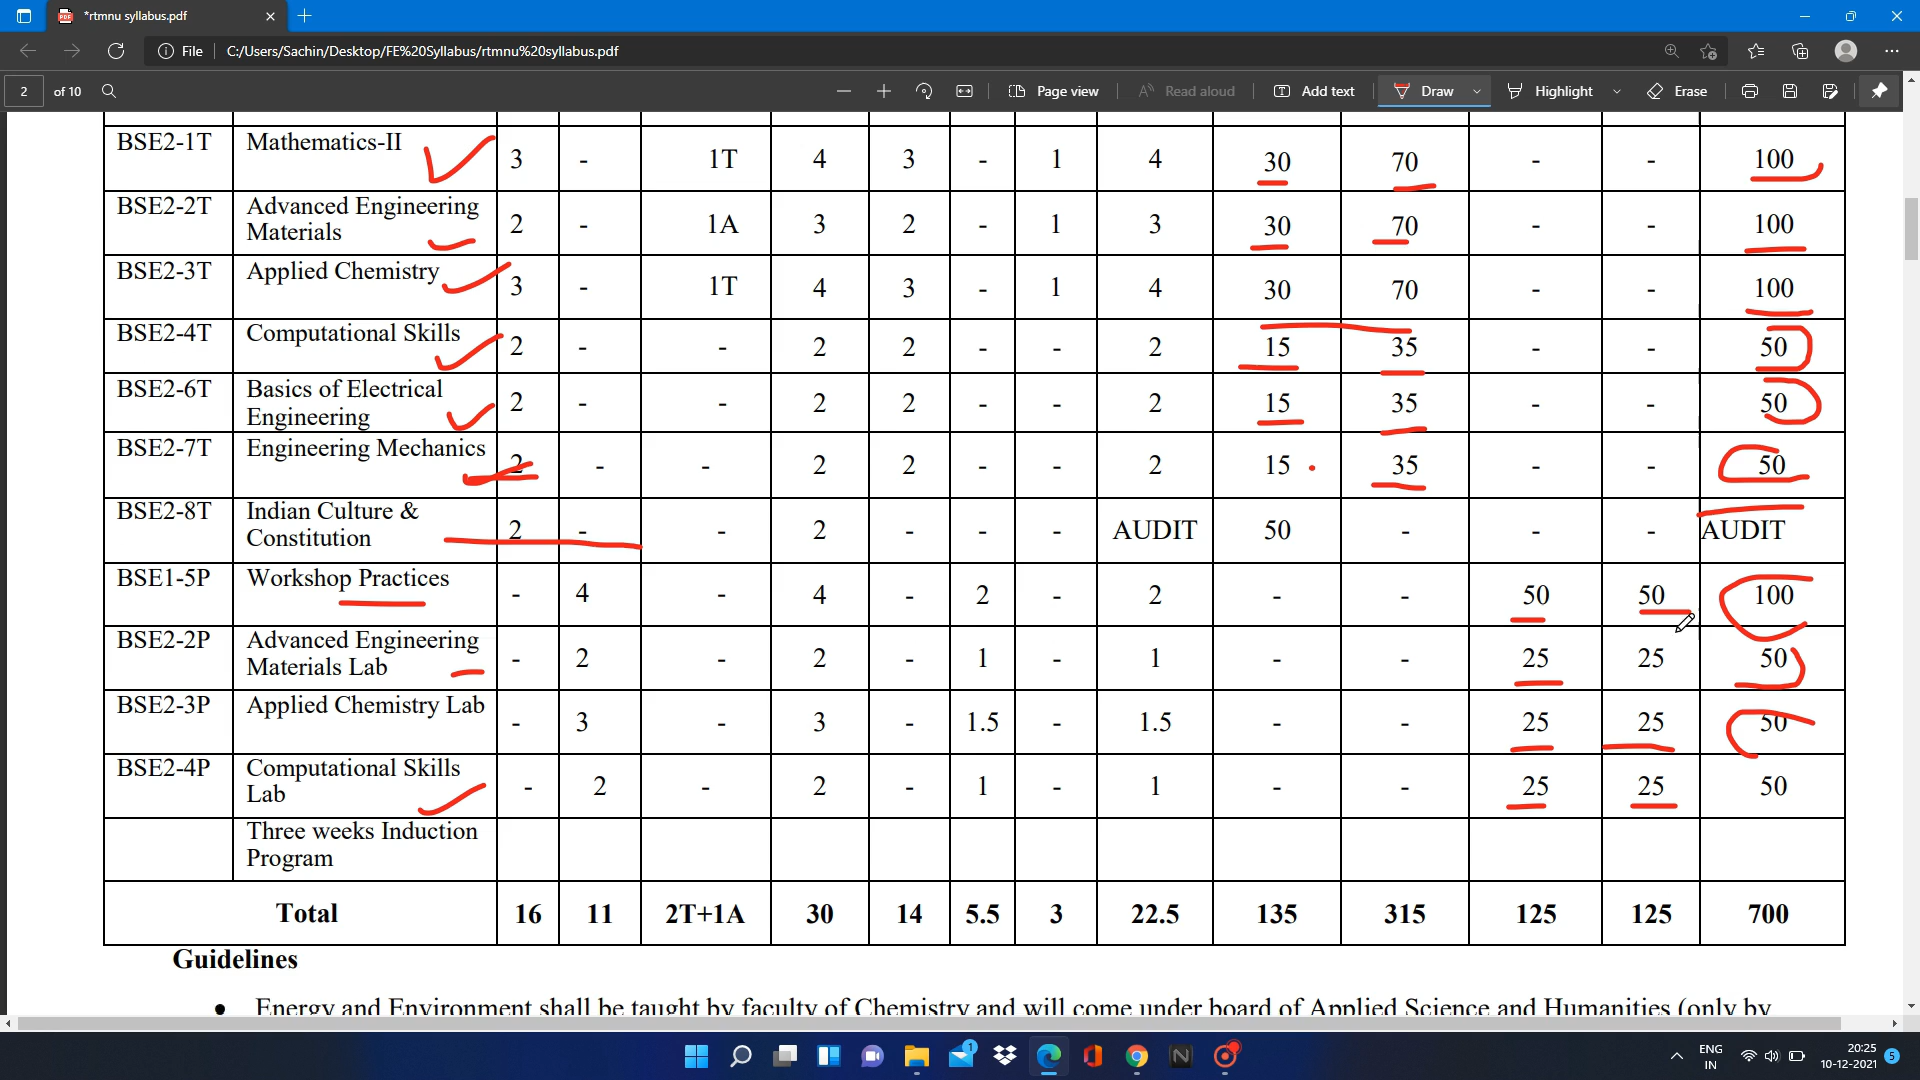 *rtmnu syllabus.pdf
File C:/Users/Sachin/Desktop/FE%20Syllabus/rtmnu%20syllabus.pdf
2 of 10 Page view Read aloud Add text Draw Highlight Erase
BSE2-1T Mathematics-II 3 - 1T 4 3 - 1 4 30 70 - - 100
BSE2-2T Advanced Engineering Materials 2 - 1A 3 2 - 1 3 30 70 - - 100
BSE2-3T Applied Chemistry 3 - 1T 4 3 - 1 4 30 70 - - 100
BSE2-4T Computational Skills 2 - - 2 2 - - 2 15 35 - - 50
BSE2-6T Basics of Electrical Engineering 2 - - 2 2 - - 2 15 35 - - 50
BSE2-7T Engineering Mechanics 2 - - 2 2 - - 2 15 35 - - 50
BSE2-8T Indian Culture & Constitution 2 - - 2 - - - AUDIT 50 - - - AUDIT
BSE1-5P Workshop Practices - 4 - 4 - 2 - 2 - - 50 50 100
BSE2-2P Advanced Engineering Materials Lab - 2 - 2 - 1 - 1 - - 25 25 50
BSE2-3P Applied Chemistry Lab - 3 - 3 - 1.5 - 1.5 - - 25 25 50
BSE2-4P Computational Skills Lab - 2 - 2 - 1 - 1 - - 25 25 50
Three weeks Induction Program
Total 16 11 2T+1A 30 14 5.5 3 22.5 135 315 125 125 700
Guidelines
• Energy and Environment shall be taught by faculty of Chemistry and will come under board of Applied Science and Humanities (only by
1
ENG
IN
20:25
10-12-2021
5